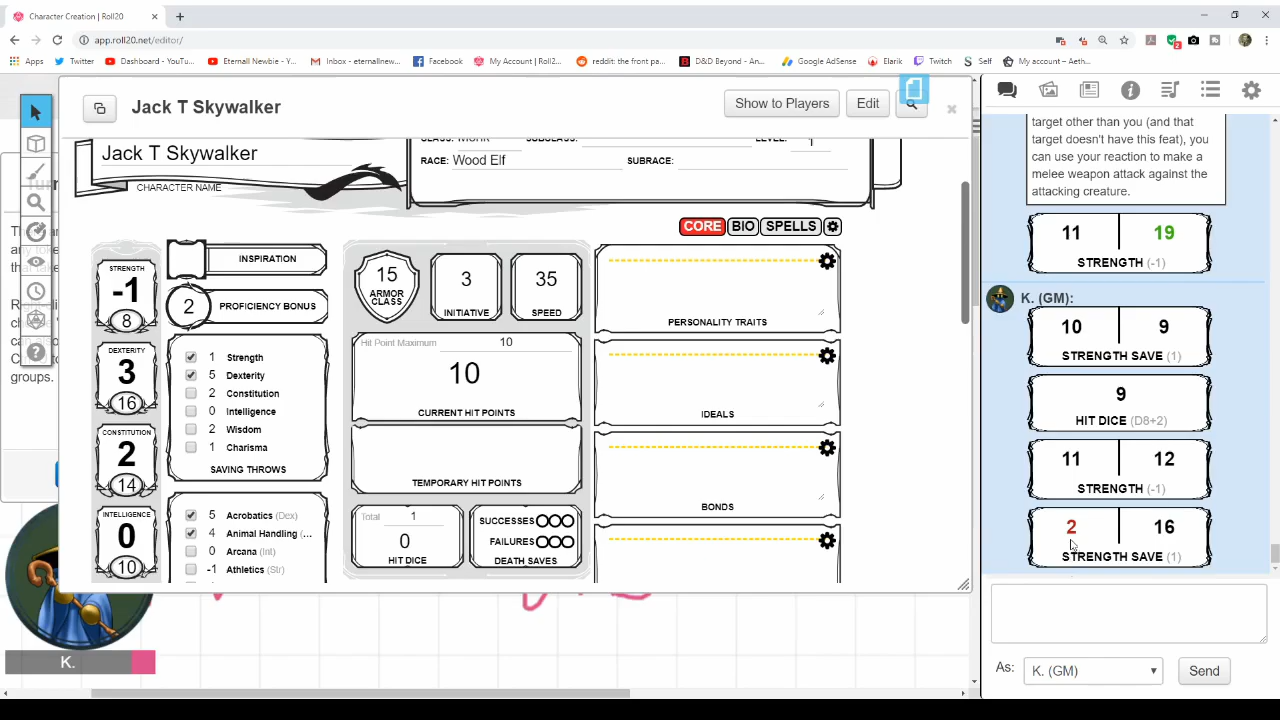 Character Creation | Roll20
app.roll20.net/editor/
Apps
Twitter
Dashboard - YouTu...
Eternall Newbie - Y...
Inbox - eternallnew...
Facebook
My Account | Roll2...
reddit: the front pa...
D&D Beyond - An...
Google AdSense
Elarik
Twitch
Self
My account – Aeth...
Jack T Skywalker
Show to Players
Edit
Jack T Skywalker
CHARACTER NAME
LEVEL:
1
RACE: Wood Elf
SUBRACE:
CORE
BIO
SPELLS
STRENGTH
-1
8
DEXTERITY
3
16
CONSTITUTION
2
14
INTELLIGENCE
0
10
INSPIRATION
2
PROFICIENCY BONUS
1 Strength
5 Dexterity
2 Constitution
0 Intelligence
2 Wisdom
1 Charisma
SAVING THROWS
5 Acrobatics (Dex)
4 Animal Handling (...
0 Arcana (Int)
-1 Athletics (Str)
15
ARMOR
CLASS
3
INITIATIVE
35
SPEED
Hit Point Maximum 10
10
CURRENT HIT POINTS
TEMPORARY HIT POINTS
Total 1
0
HIT DICE
SUCCESSES
FAILURES
DEATH SAVES
PERSONALITY TRAITS
IDEALS
BONDS
groups.
K.
target other than you (and that
target doesn't have this feat), you
can use your reaction to make a
melee weapon attack against the
attacking creature.
11 19
STRENGTH (-1)
K. (GM):
10 9
STRENGTH SAVE (1)
9
HIT DICE (D8+2)
11 12
STRENGTH (-1)
2 16
STRENGTH SAVE (1)
As:
K. (GM)
Send